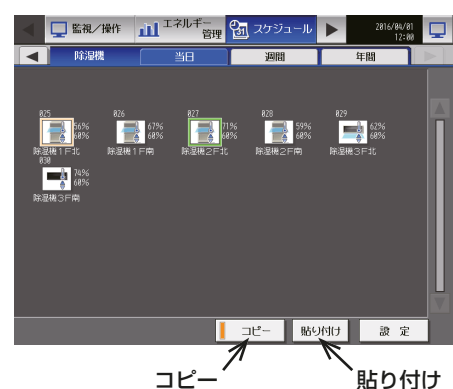 監視/操作
エネルギー
管理
スケジュール
2016/04/01
12:00
除湿機
当日
週間
年間
025
56%
60%
除湿機1F北
026
67%
60%
除湿機1F南
027
71%
60%
除湿機2F北
028
59%
60%
除湿機2F南
029
62%
60%
除湿機3F北
030
74%
60%
除湿機3F南
コピー
貼り付け
設 定
コピー
貼り付け